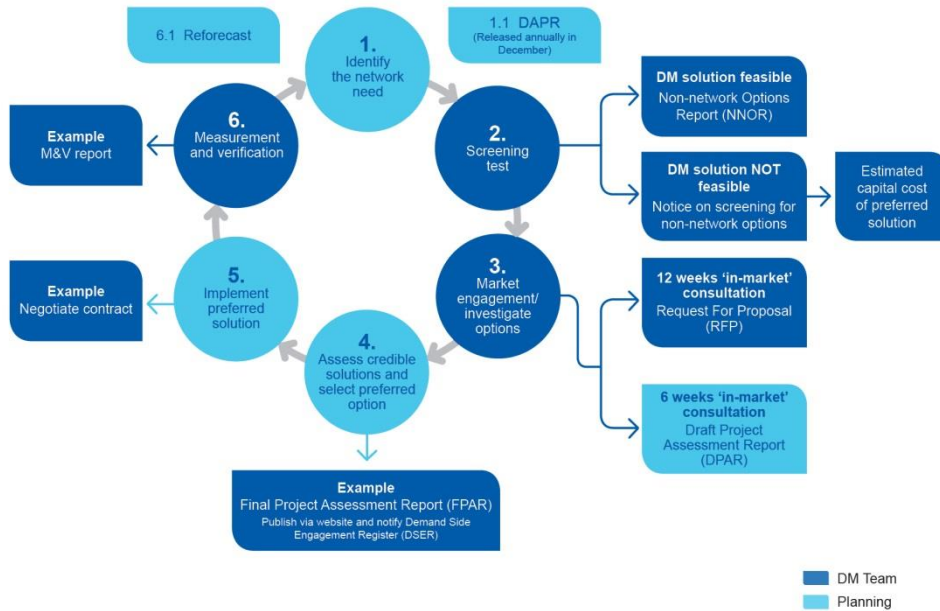 6.1 Reforecast
1.
Identify
the network
need
1.1 DAPR
(Released annually in
December)
2.
Screening
test
DM solution feasible
Non-network Options
Report (NNOR)
DM solution NOT
feasible
Notice on screening for
non-network options
Estimated
capital cost
of preferred
solution
3.
Market
engagement/
investigate
options
12 weeks ‘in-market’
consultation
Request For Proposal
(RFP)
6 weeks ‘in-market’
consultation
Draft Project
Assessment Report
(DPAR)
4.
Assess credible
solutions and
select preferred
option
Example
Final Project Assessment Report (FPAR)
Publish via website and notify Demand Side
Engagement Register (DSER)
5.
Implement
preferred
solution
Example
Negotiate contract
6.
Measurement
and verification
Example
M&V report
DM Team
Planning